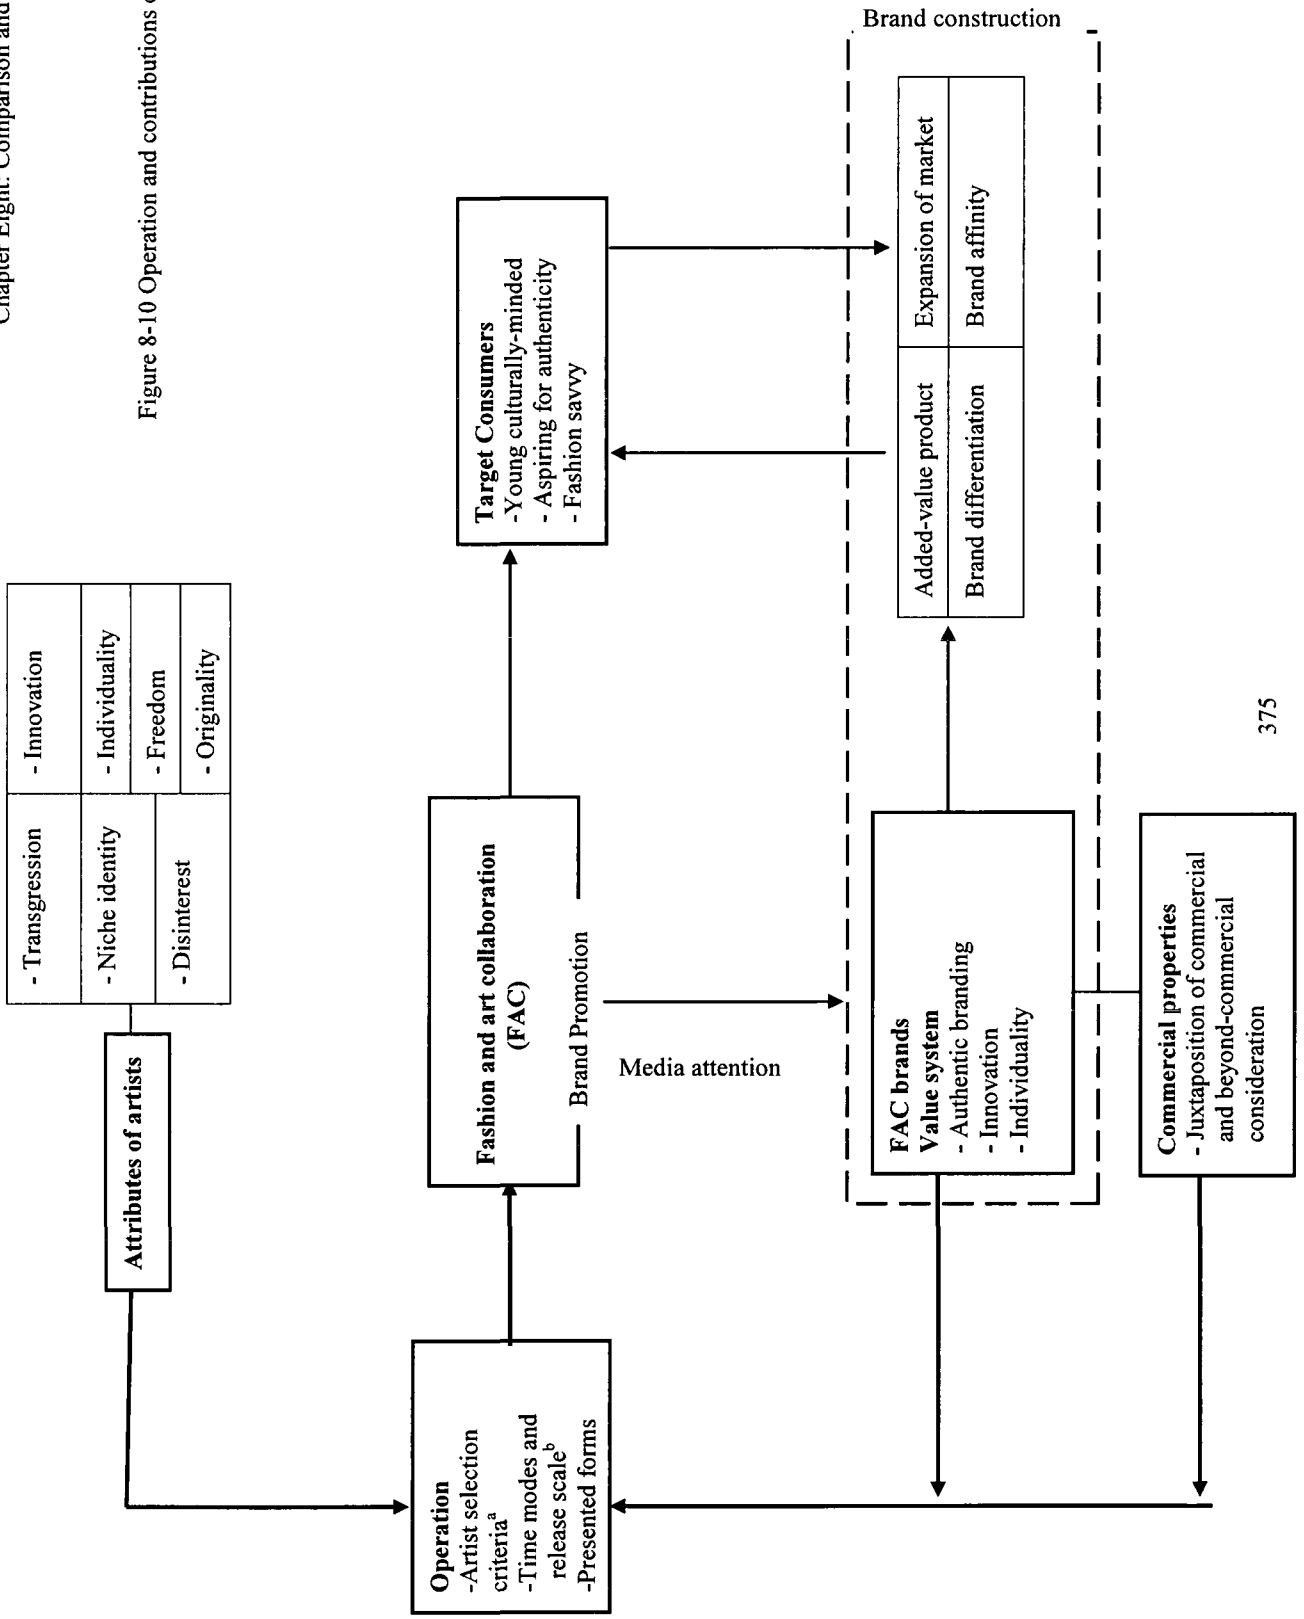 Chapter Eight: Comparison and
Figure 8-10 Operation and contributions
Attributes of artists
- Transgression
- Innovation
- Niche identity
- Individuality
- Freedom
- Disinterest
- Originality
Operation
-Artist selection
criteriaᵃ
-Time modes and
release scaleᵇ
-Presented forms
Fashion and art collaboration
(FAC)
Brand Promotion
Media attention
Target Consumers
-Young culturally-minded
- Aspiring for authenticity
- Fashion savvy
Brand construction
FAC brands
Value system
- Authentic branding
- Innovation
- Individuality
Added-value product
Expansion of market
Brand differentiation
Brand affinity
Commercial properties
- Juxtaposition of commercial
and beyond-commercial
consideration
375